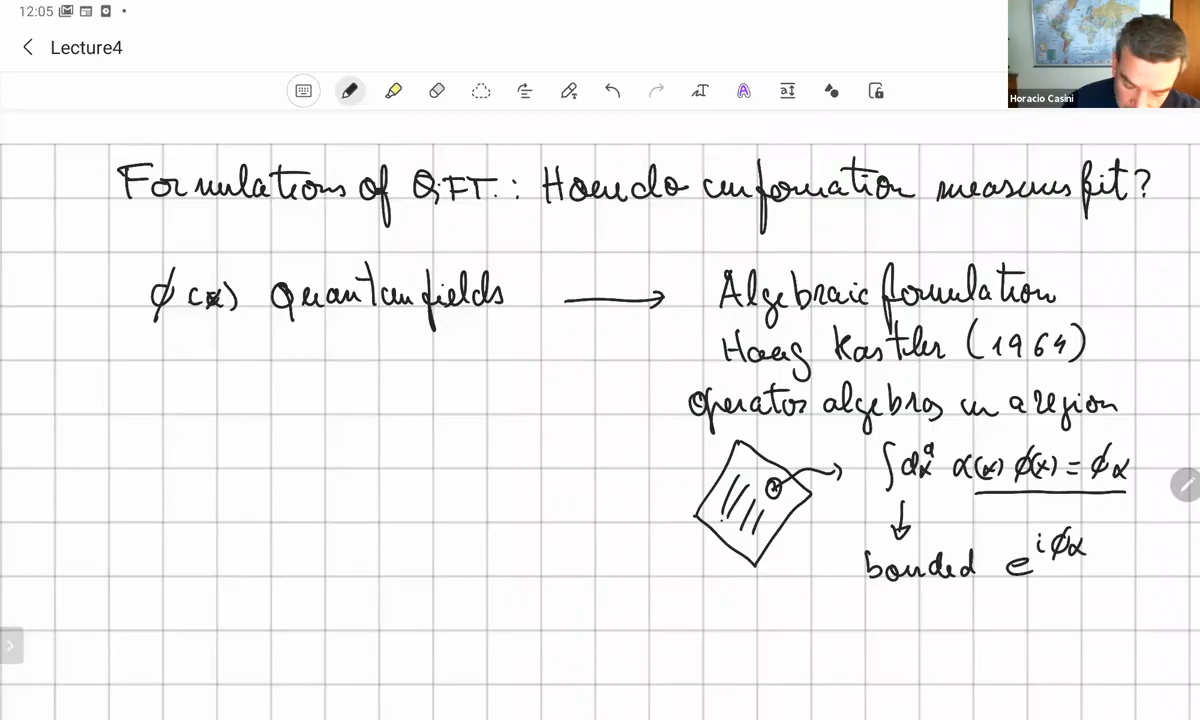 12:05
Lecture4
Horacio Casini
Formulations of QFT.: How do information measures fit?
ϕ(x) Quantum fields → Algebraic formulation
Haag Kastler (1964)
operator algebras in a region
∫dx^d α(x) ϕ(x) = ϕ_α
↓
bounded e^{iϕ_α}